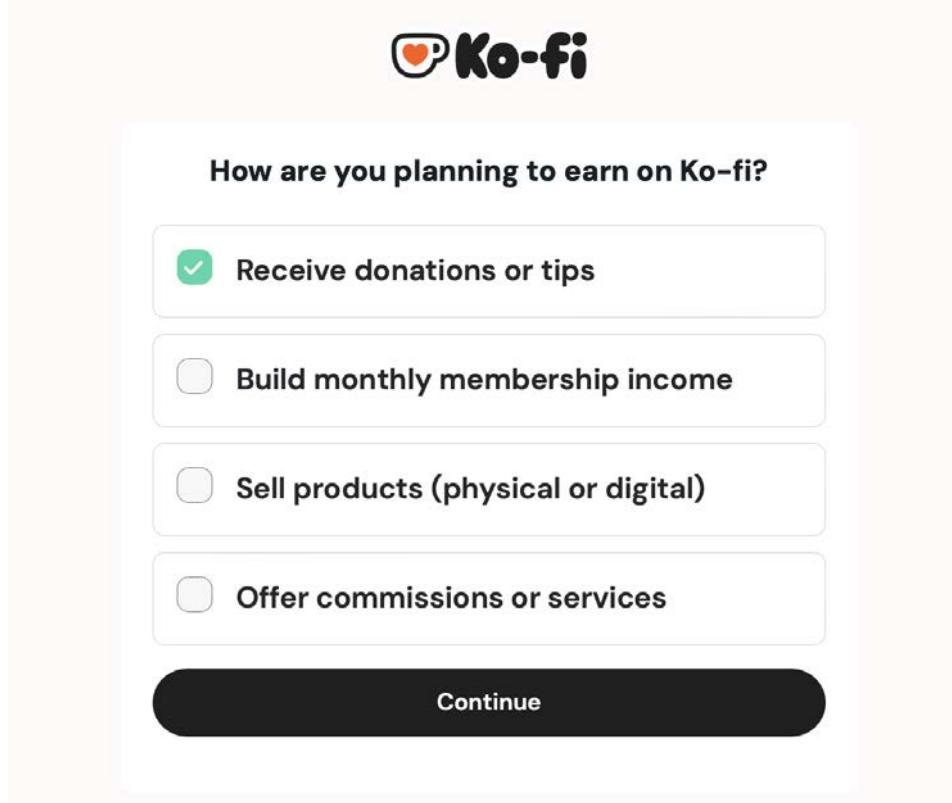 Ko-fi
How are you planning to earn on Ko-fi?
Receive donations or tips
Build monthly membership income
Sell products (physical or digital)
Offer commissions or services
Continue